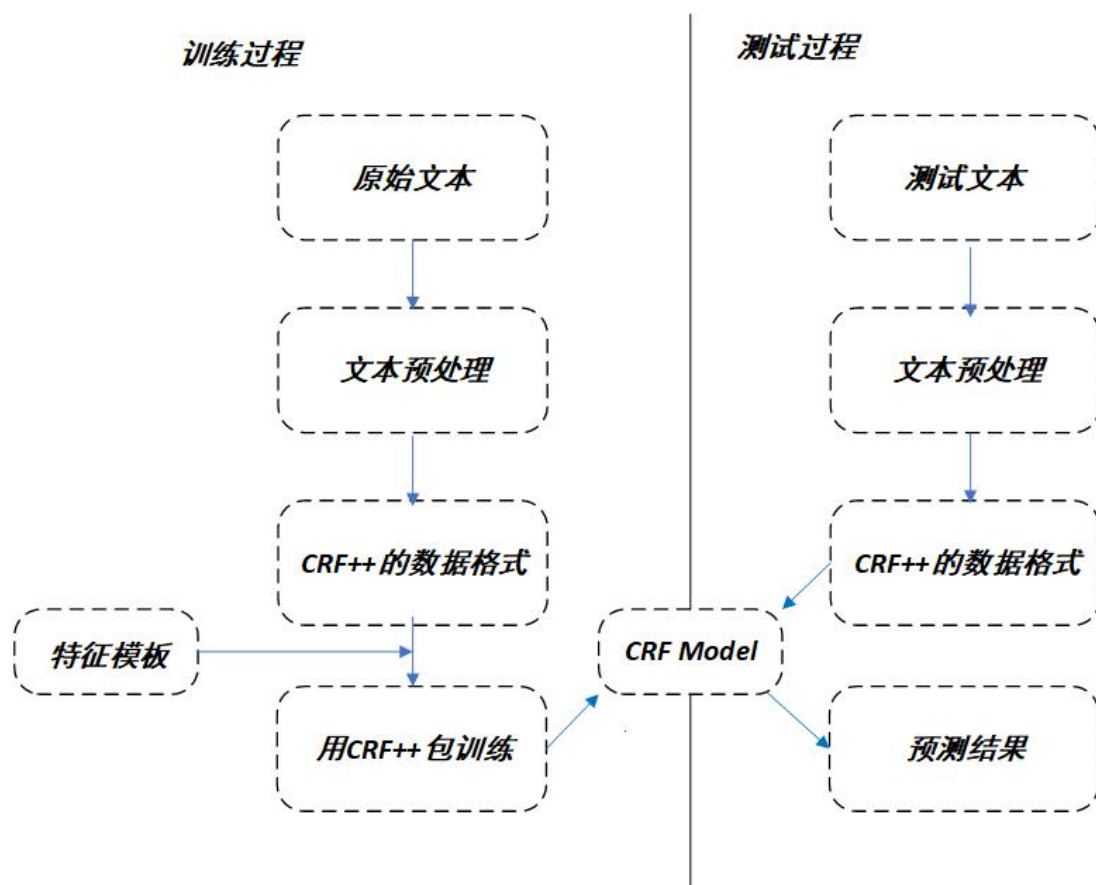 训练过程
测试过程
原始文本
测试文本
文本预处理
文本预处理
CRF++的数据格式
CRF++的数据格式
特征模板
CRF Model
用CRF++包训练
预测结果